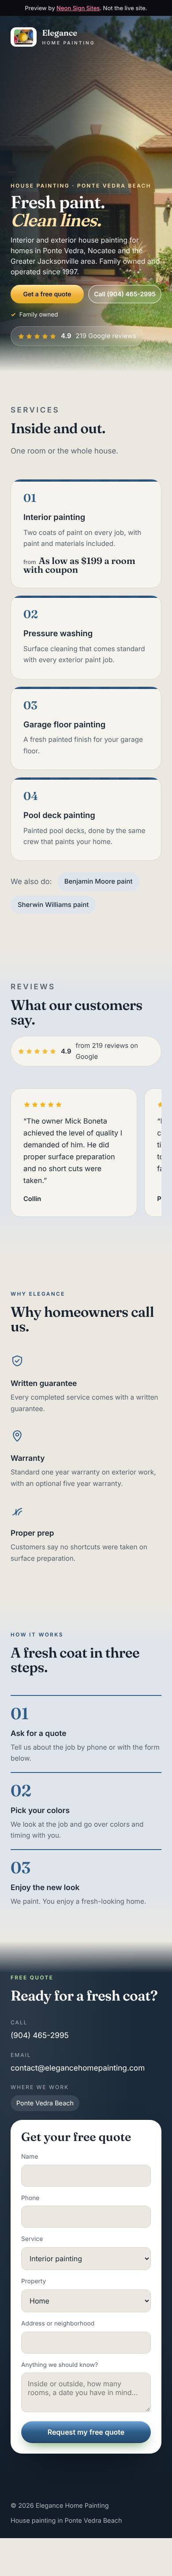 Preview by Neon Sign Sites. Not the live site.
Elegance
HOME PAINTING
HOUSE PAINTING · PONTE VEDRA BEACH
Fresh paint.
Clean lines.
Interior and exterior house painting for
homes in Ponte Vedra, Nocatee and the
Greater Jacksonville area. Family owned and
operated since 1997.
Get a free quote
Call (904) 465-2995
✓ Family owned
★★★★★ 4.9 219 Google reviews
SERVICES
Inside and out.
One room or the whole house.
01
Interior painting
Two coats of paint on every job, with
paint and materials included.
from As low as $199 a room
with coupon
02
Pressure washing
Surface cleaning that comes standard
with every exterior paint job.
03
Garage floor painting
A fresh painted finish for your garage
floor.
04
Pool deck painting
Painted pool decks, done by the same
crew that paints your home.
We also do:
Benjamin Moore paint
Sherwin Williams paint
REVIEWS
What our customers
say.
★★★★★ 4.9 from 219 reviews on
Google
★★★★★
"The owner Mick Boneta
achieved the level of quality I
demanded of him. He did
proper surface preparation
and no short cuts were
taken."
Collin
WHY ELEGANCE
Why homeowners call
us.
Written guarantee
Every completed service comes with a written
guarantee.
Warranty
Standard one year warranty on exterior work,
with an optional five year warranty.
Proper prep
Customers say no shortcuts were taken on
surface preparation.
HOW IT WORKS
A fresh coat in three
steps.
01
Ask for a quote
Tell us about the job by phone or with the form
below.
02
Pick your colors
We look at the job and go over colors and
timing with you.
03
Enjoy the new look
We paint. You enjoy a fresh-looking home.
FREE QUOTE
Ready for a fresh coat?
CALL
(904) 465-2995
EMAIL
contact@elegancehomepainting.com
WHERE WE WORK
Ponte Vedra Beach
Get your free quote
Name
Phone
Service
Interior painting
Property
Home
Address or neighborhood
Anything we should know?
Inside or outside, how many
rooms, a date you have in mind...
Request my free quote
© 2026 Elegance Home Painting
House painting in Ponte Vedra Beach